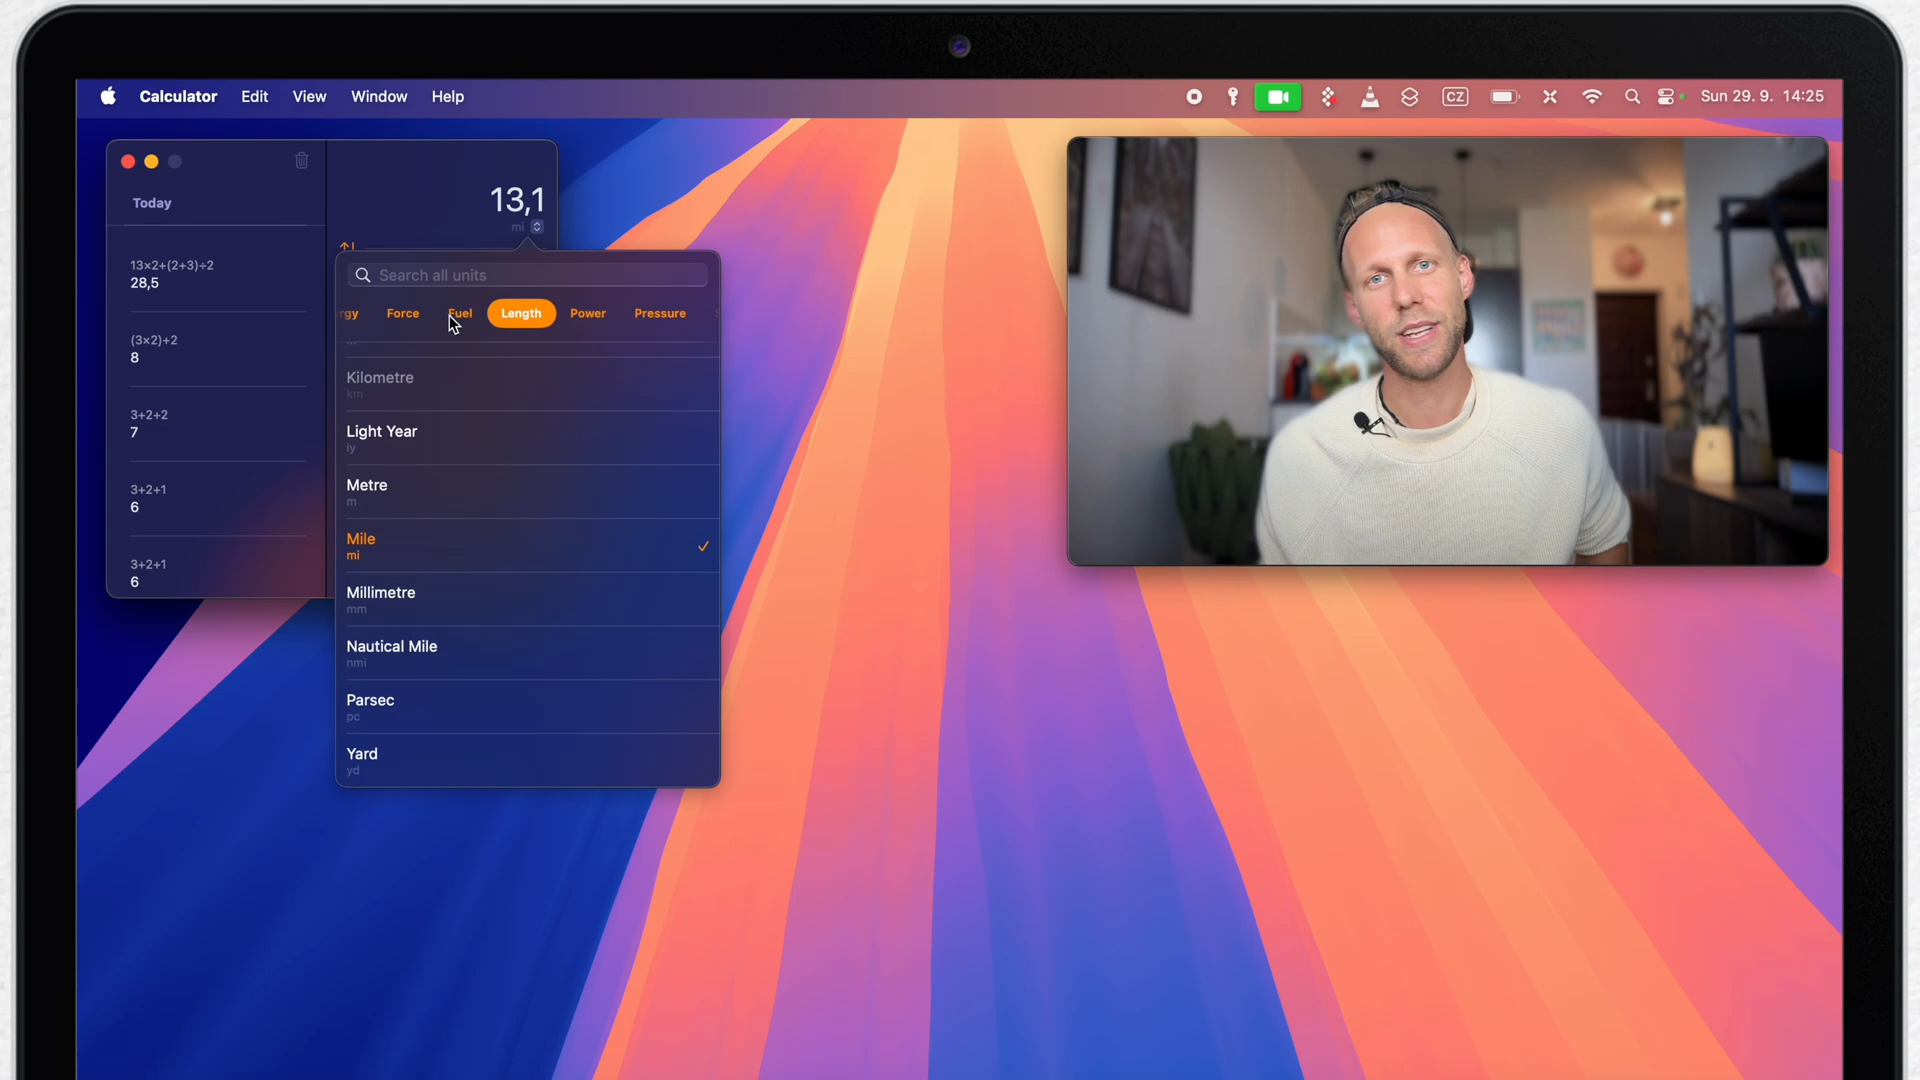 Calculator Edit View Window Help
CZ Sun 29. 9. 14:25
Today
13×2+(2+3)÷2
28,5
(3×2)+2
8
3+2+2
7
3+2+1
6
3+2+1
6
13,1
mi
Search all units
rgy Force Fuel Length Power Pressure
Kilometre
km
Light Year
ly
Metre
m
Mile
mi
Millimetre
mm
Nautical Mile
nmi
Parsec
pc
Yard
yd